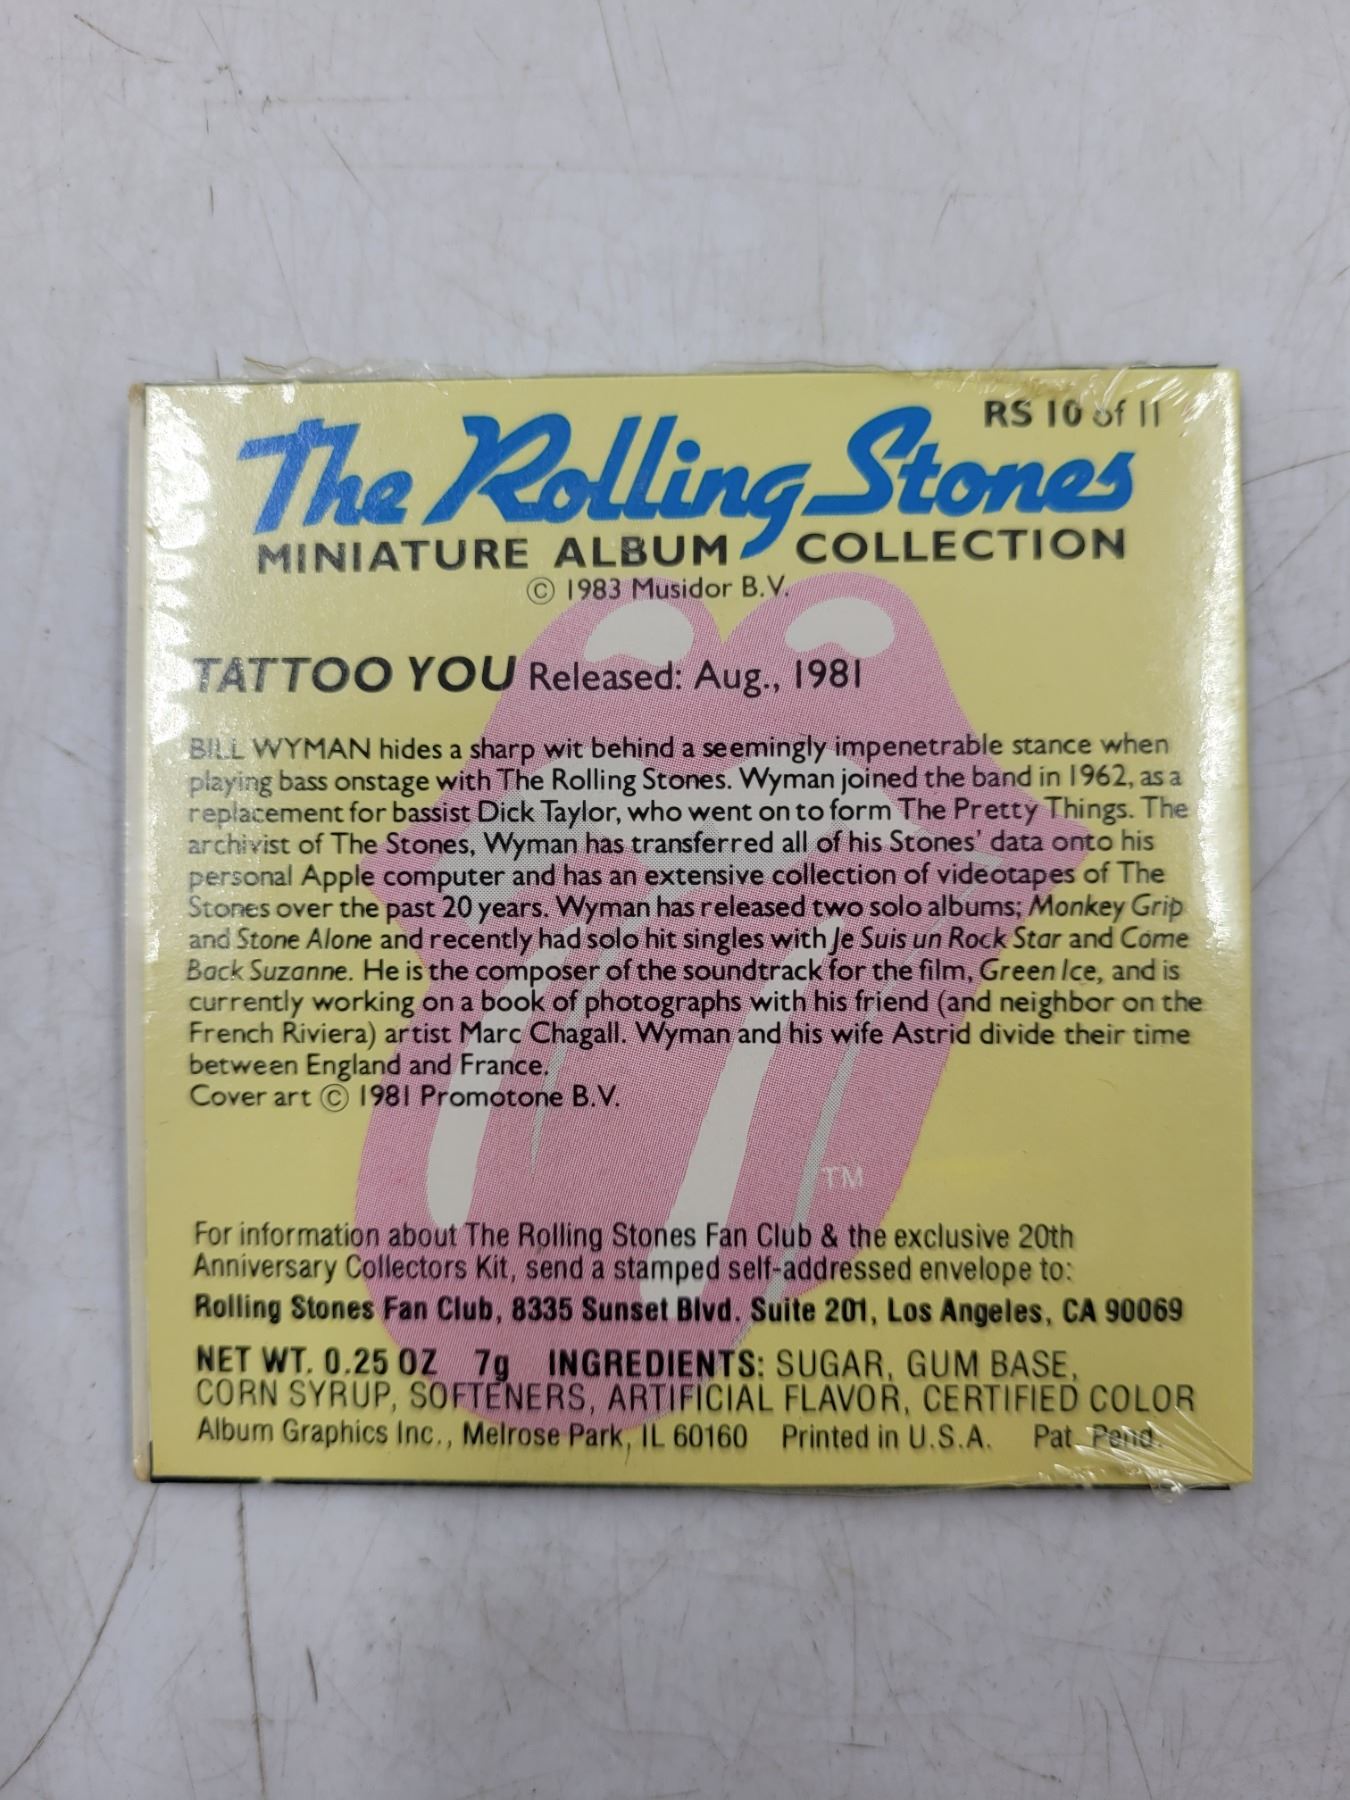 RS 10 of 11
The Rolling Stones
MINIATURE ALBUM COLLECTION
© 1983 Musidor B.V.
TATTOO YOU Released: Aug., 1981
BILL WYMAN hides a sharp wit behind a seemingly impenetrable stance when
playing bass onstage with The Rolling Stones. Wyman joined the band in 1962, as a
replacement for bassist Dick Taylor, who went on to form The Pretty Things. The
archivist of The Stones, Wyman has transferred all of his Stones' data onto his
personal Apple computer and has an extensive collection of videotapes of The
Stones over the past 20 years. Wyman has released two solo albums; Monkey Grip
and Stone Alone and recently had solo hit singles with Je Suis un Rock Star and Come
Back Suzanne. He is the composer of the soundtrack for the film, Green Ice, and is
currently working on a book of photographs with his friend (and neighbor on the
French Riviera) artist Marc Chagall. Wyman and his wife Astrid divide their time
between England and France.
Cover art © 1981 Promotone B.V.
TM
For information about The Rolling Stones Fan Club & the exclusive 20th
Anniversary Collectors Kit, send a stamped self-addressed envelope to:
Rolling Stones Fan Club, 8335 Sunset Blvd. Suite 201, Los Angeles, CA 90069
NET WT. 0.25 OZ 7g INGREDIENTS: SUGAR, GUM BASE,
CORN SYRUP, SOFTENERS, ARTIFICIAL FLAVOR, CERTIFIED COLOR
Album Graphics Inc., Melrose Park, IL 60160 Printed in U.S.A. Pat. Pend.